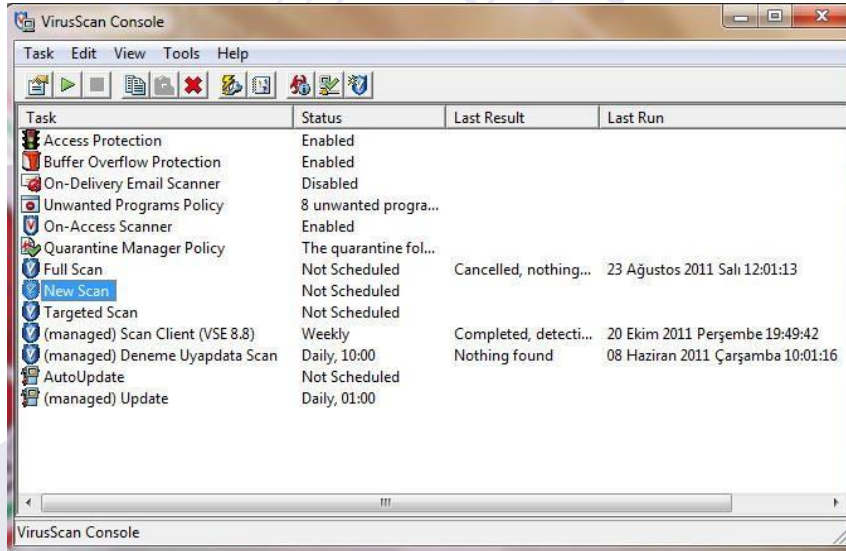 VirusScan Console
Task Edit View Tools Help
Task Status Last Result Last Run
Access Protection Enabled
Buffer Overflow Protection Enabled
On-Delivery Email Scanner Disabled
Unwanted Programs Policy 8 unwanted progra...
On-Access Scanner Enabled
Quarantine Manager Policy The quarantine fol...
Full Scan Not Scheduled Cancelled, nothing... 23 Ağustos 2011 Salı 12:01:13
New Scan Not Scheduled
Targeted Scan Not Scheduled
(managed) Scan Client (VSE 8.8) Weekly Completed, detecti... 20 Ekim 2011 Perşembe 19:49:42
(managed) Deneme Uyapdata Scan Daily, 10:00 Nothing found 08 Haziran 2011 Çarşamba 10:01:16
AutoUpdate Not Scheduled
(managed) Update Daily, 01:00
VirusScan Console